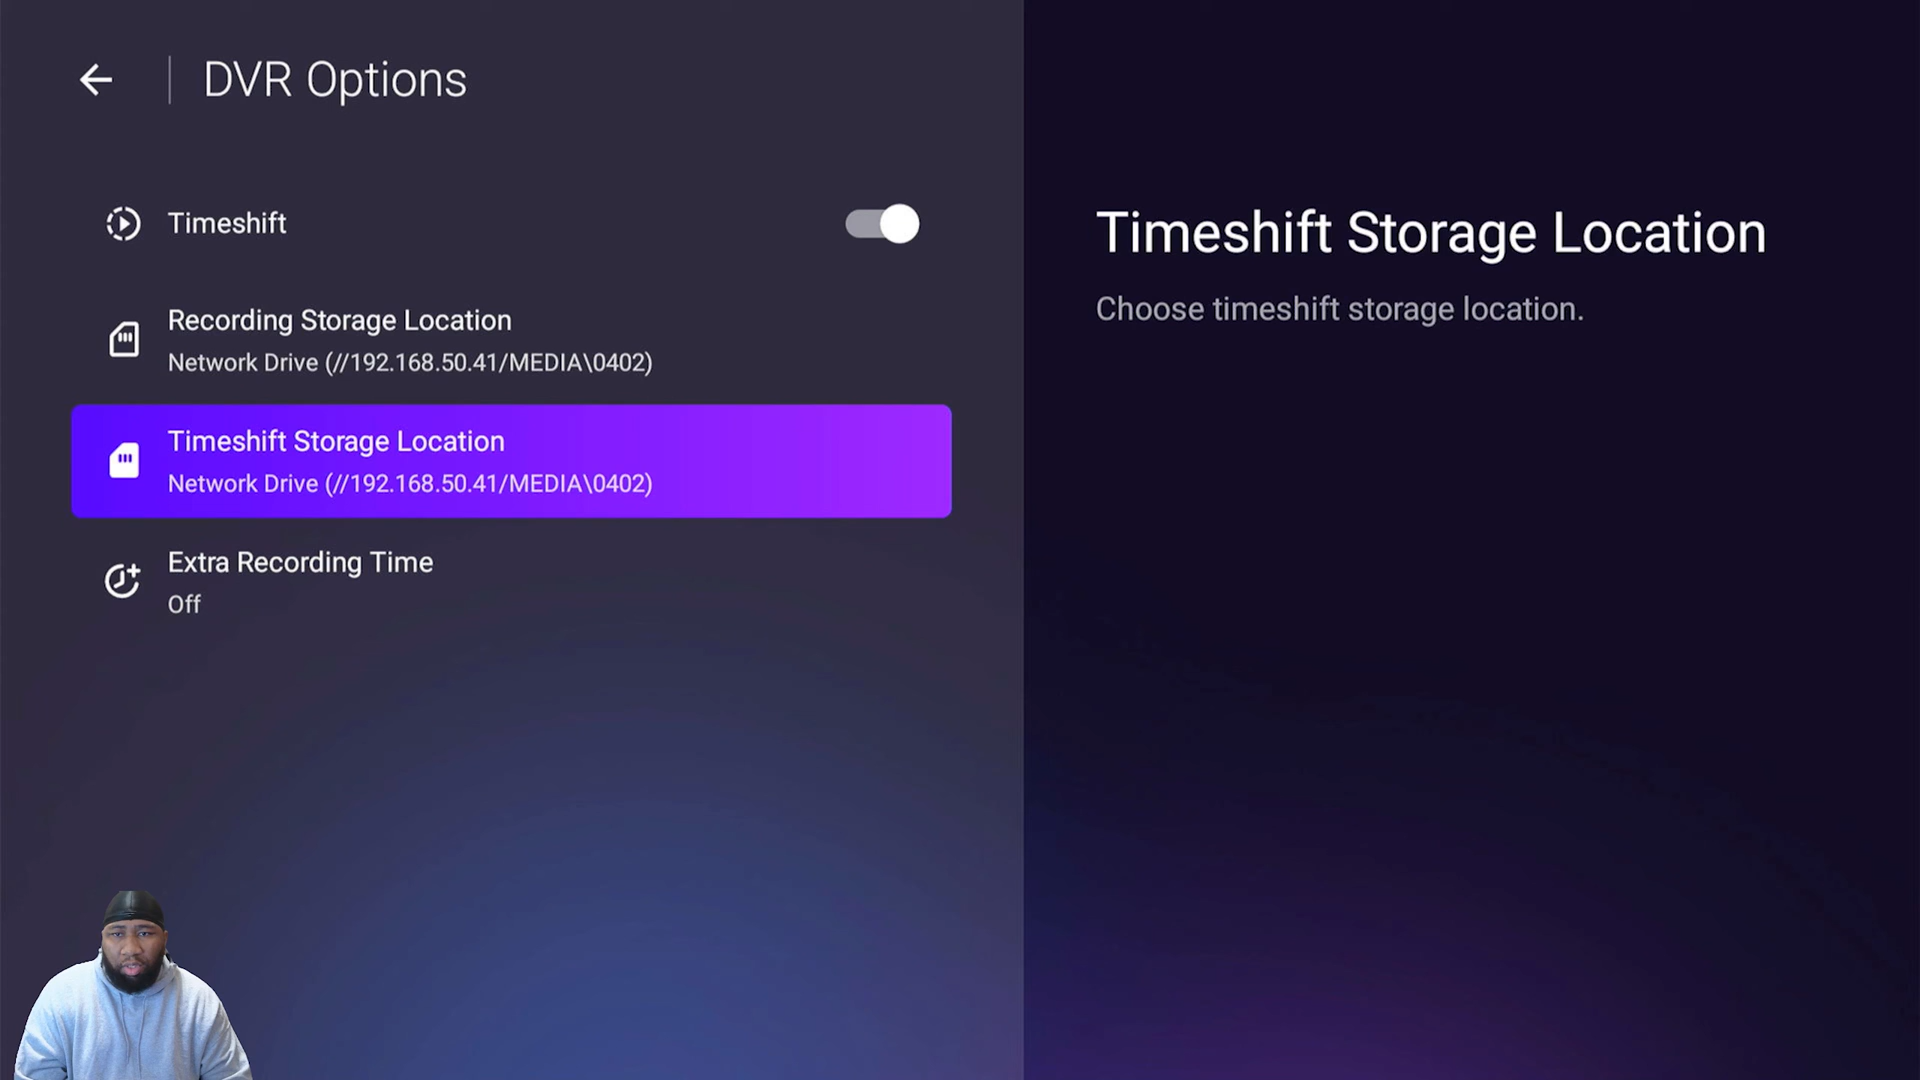 DVR Options
Timeshift
Recording Storage Location
Network Drive (//192.168.50.41/MEDIA\0402)
Timeshift Storage Location
Network Drive (//192.168.50.41/MEDIA\0402)
Extra Recording Time
Off
Timeshift Storage Location
Choose timeshift storage location.